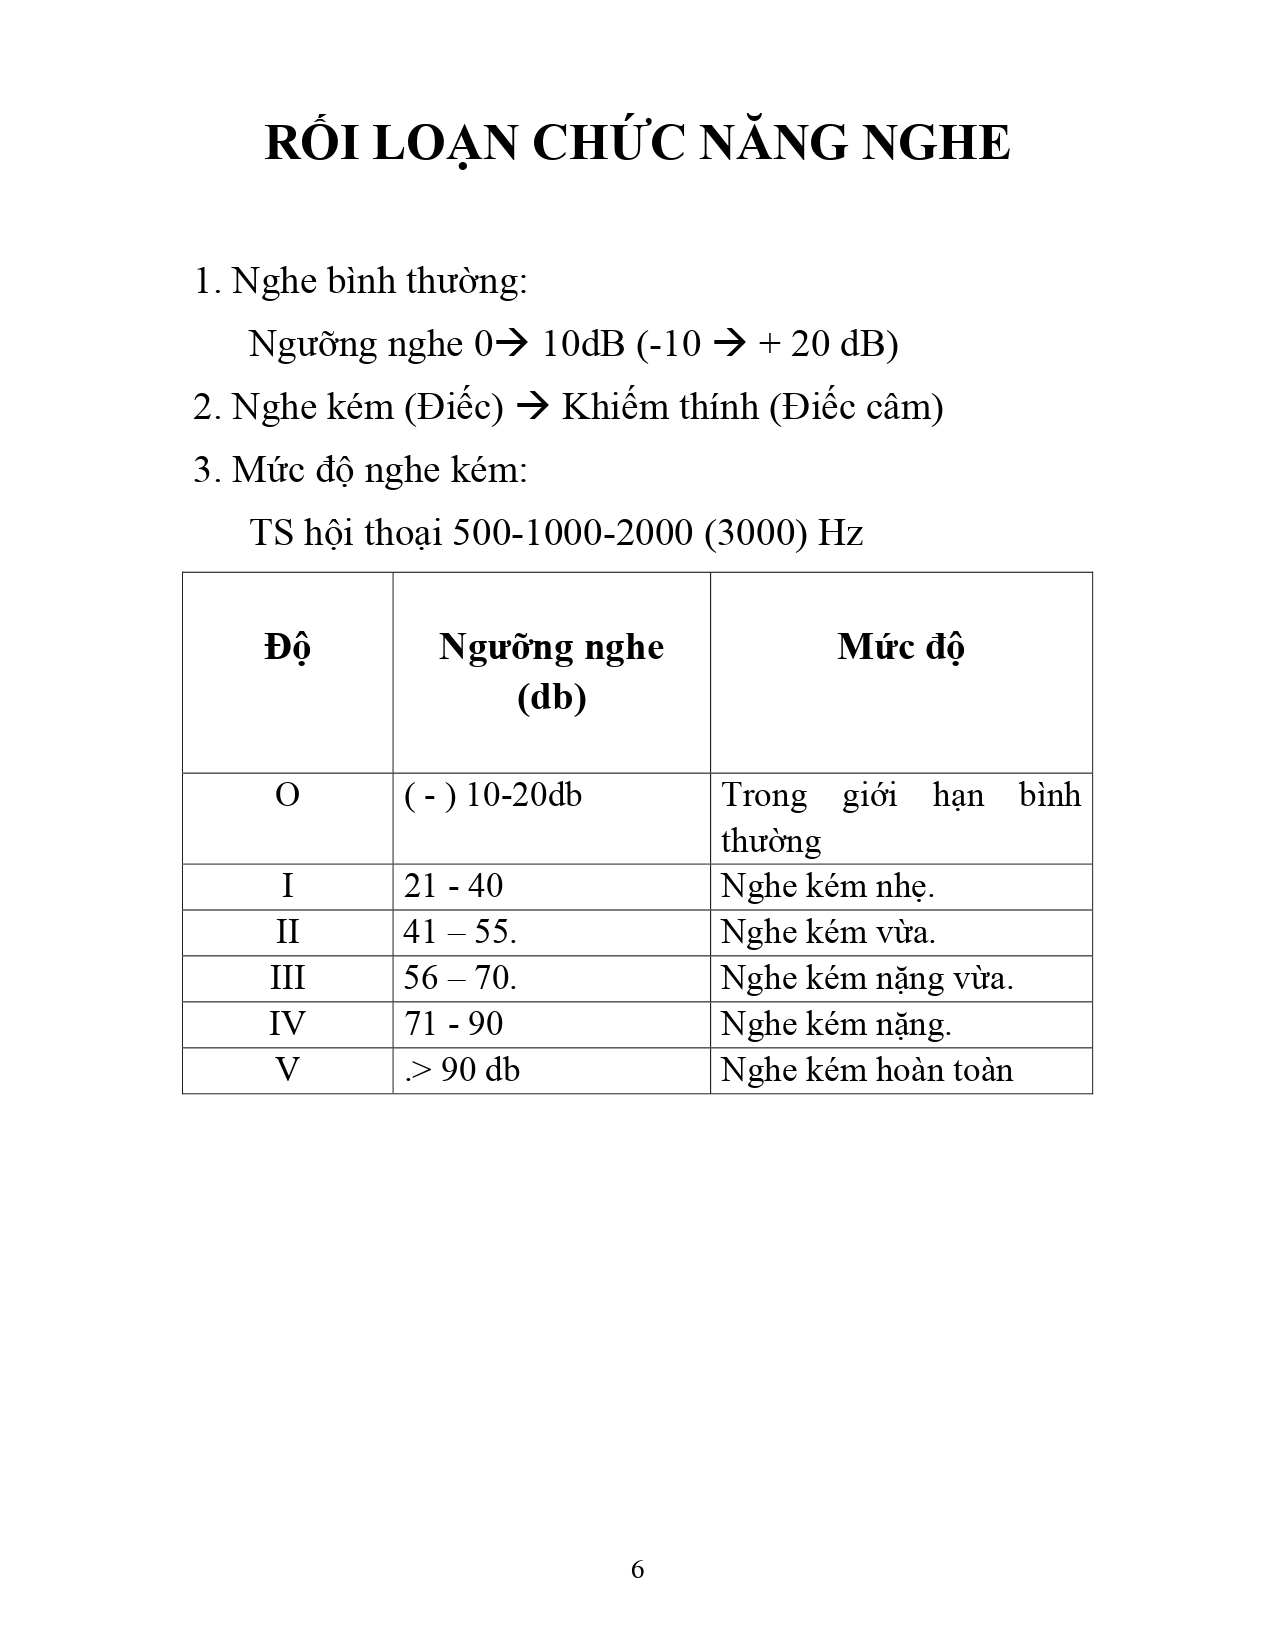 RỐI LOẠN CHỨC NĂNG NGHE
1. Nghe bình thường:
Ngưỡng nghe 0→ 10dB (-10 → + 20 dB)
2. Nghe kém (Điếc) → Khiếm thính (Điếc câm)
3. Mức độ nghe kém:
TS hội thoại 500-1000-2000 (3000) Hz
Độ Ngưỡng nghe Mức độ
(db)
O ( - ) 10-20db Trong giới hạn bình
thường
I 21 - 40 Nghe kém nhẹ.
II 41 – 55. Nghe kém vừa.
III 56 – 70. Nghe kém nặng vừa.
IV 71 - 90 Nghe kém nặng.
V .> 90 db Nghe kém hoàn toàn
6